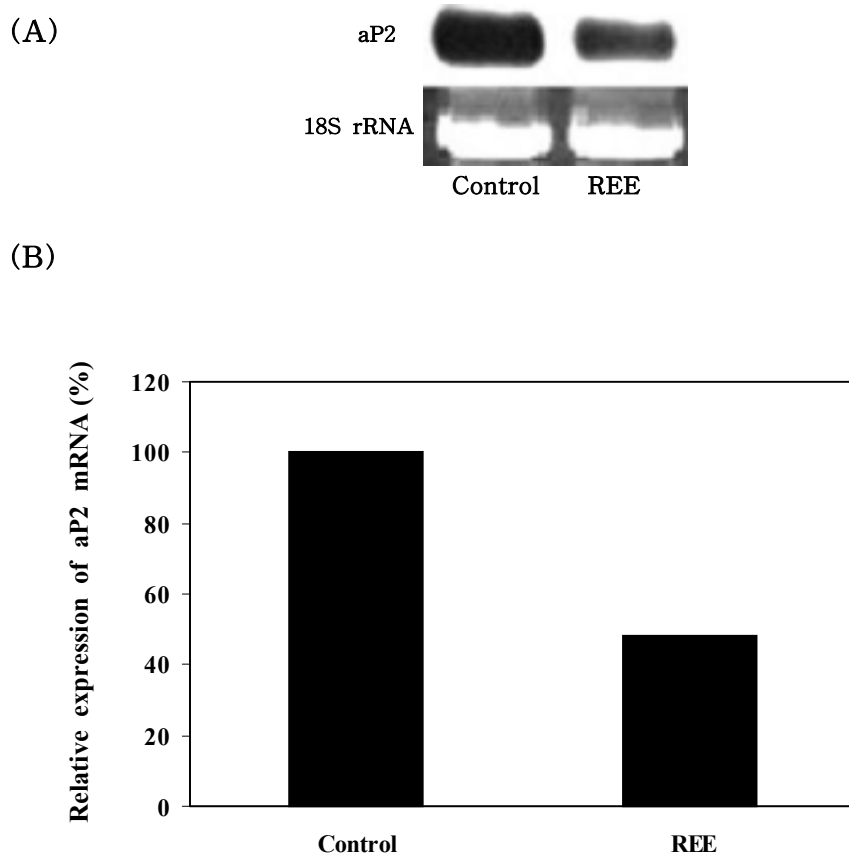 (A)
aP2
18S rRNA
Control REE
(B)
Relative expression of aP2 mRNA (%)
120
100
80
60
40
20
0
Control REE